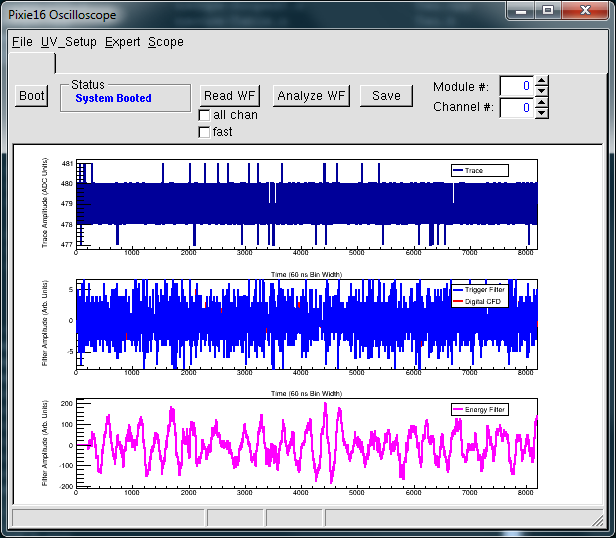 Pixie16 Oscilloscope
File UV_Setup Expert Scope
Status
Boot System Booted Read WF Analyze WF Save Module #: 0
all chan Channel #: 0
fast
481
480
479
478
477
Trace Amplitude (ADC Units)
Trace
0 1000 2000 3000 4000 5000 6000 7000 8000
Time (60 ns Bin Width)
5
0
-5
Filter Amplitude (Arb. Units)
Trigger Filter
Digital CFD
0 1000 2000 3000 4000 5000 6000 7000 8000
Time (60 ns Bin Width)
200
100
0
-100
-200
Filter Amplitude (Arb. Units)
Energy Filter
0 1000 2000 3000 4000 5000 6000 7000 8000